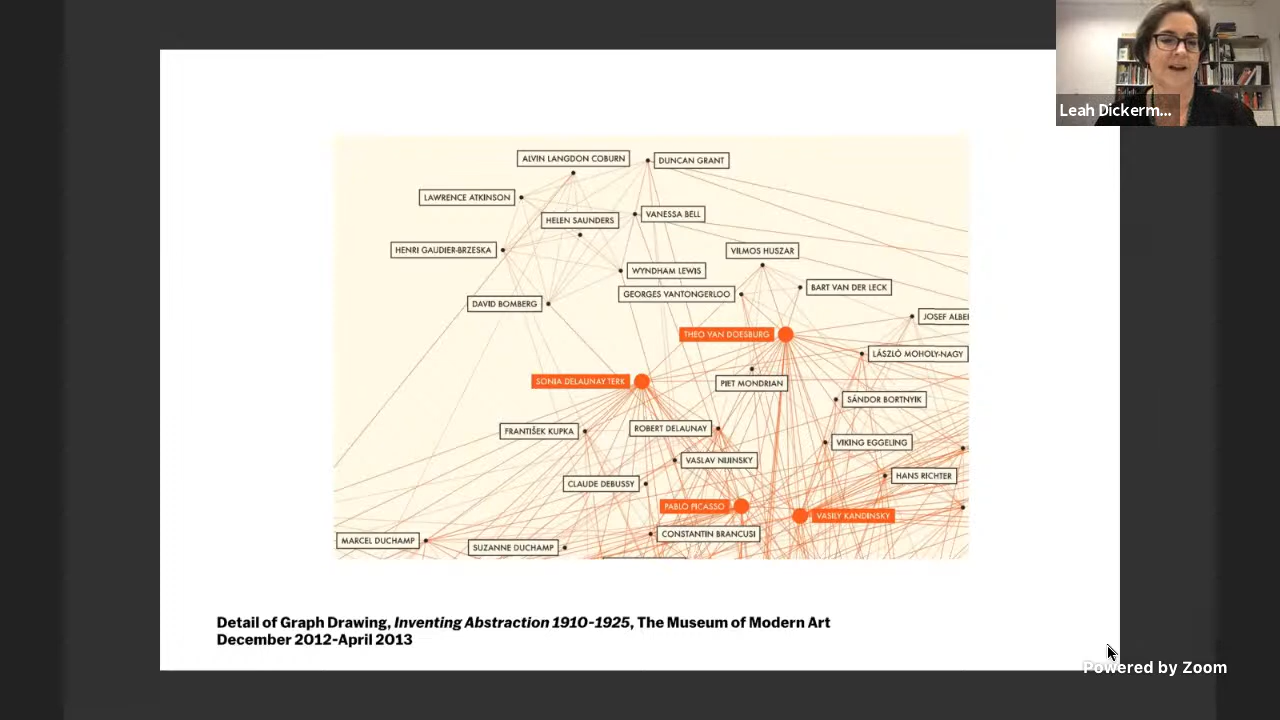 Leah Dickerm...
ALVIN LANGDON COBURN
DUNCAN GRANT
LAWRENCE ATKINSON
HELEN SAUNDERS
VANESSA BELL
HENRI GAUDIER-BRZESKA
VILMOS HUSZAR
WYNDHAM LEWIS
GEORGES VANTONGERLOO
BART VAN DER LECK
DAVID BOMBERG
JOSEF ALBE
THEO VAN DOESBURG
LÁSZLÓ MOHOLY-NAGY
SONIA DELAUNAY TERK
PIET MONDRIAN
SÁNDOR BORTNYIK
FRANTIŠEK KUPKA
ROBERT DELAUNAY
VIKING EGGELING
VASLAV NIJINSKY
CLAUDE DEBUSSY
HANS RICHTER
PABLO PICASSO
VASILY KANDINSKY
CONSTANTIN BRANCUSI
MARCEL DUCHAMP
SUZANNE DUCHAMP
Detail of Graph Drawing, Inventing Abstraction 1910-1925, The Museum of Modern Art
December 2012-April 2013
Powered by Zoom